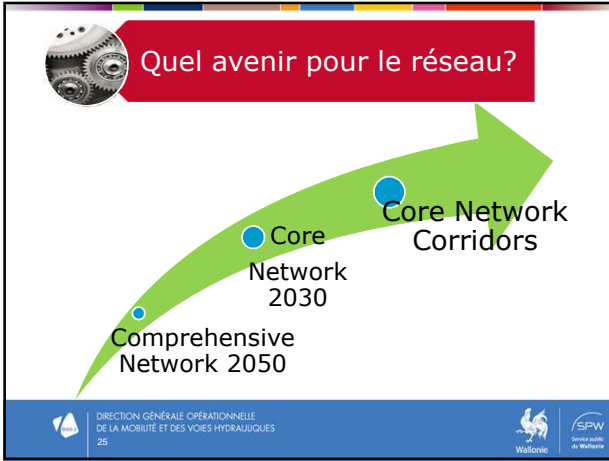 Quel avenir pour le réseau?
Core Network
Corridors
Core
Network
2030
Comprehensive
Network 2050
DIRECTION GÉNÉRALE OPÉRATIONNELLE
DE LA MOBILITÉ ET DES VOIES HYDRAULIQUES
25
Wallonie
SPW
Service public
de Wallonie